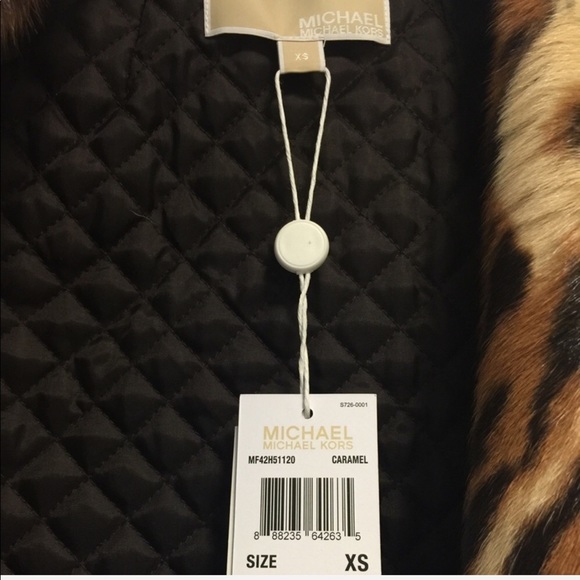 MICHAEL
MICHAEL KORS
XS
S726-0001
MICHAEL
MICHAEL KORS
MF42H51120 CARAMEL
8 88235 64263 5
SIZE XS